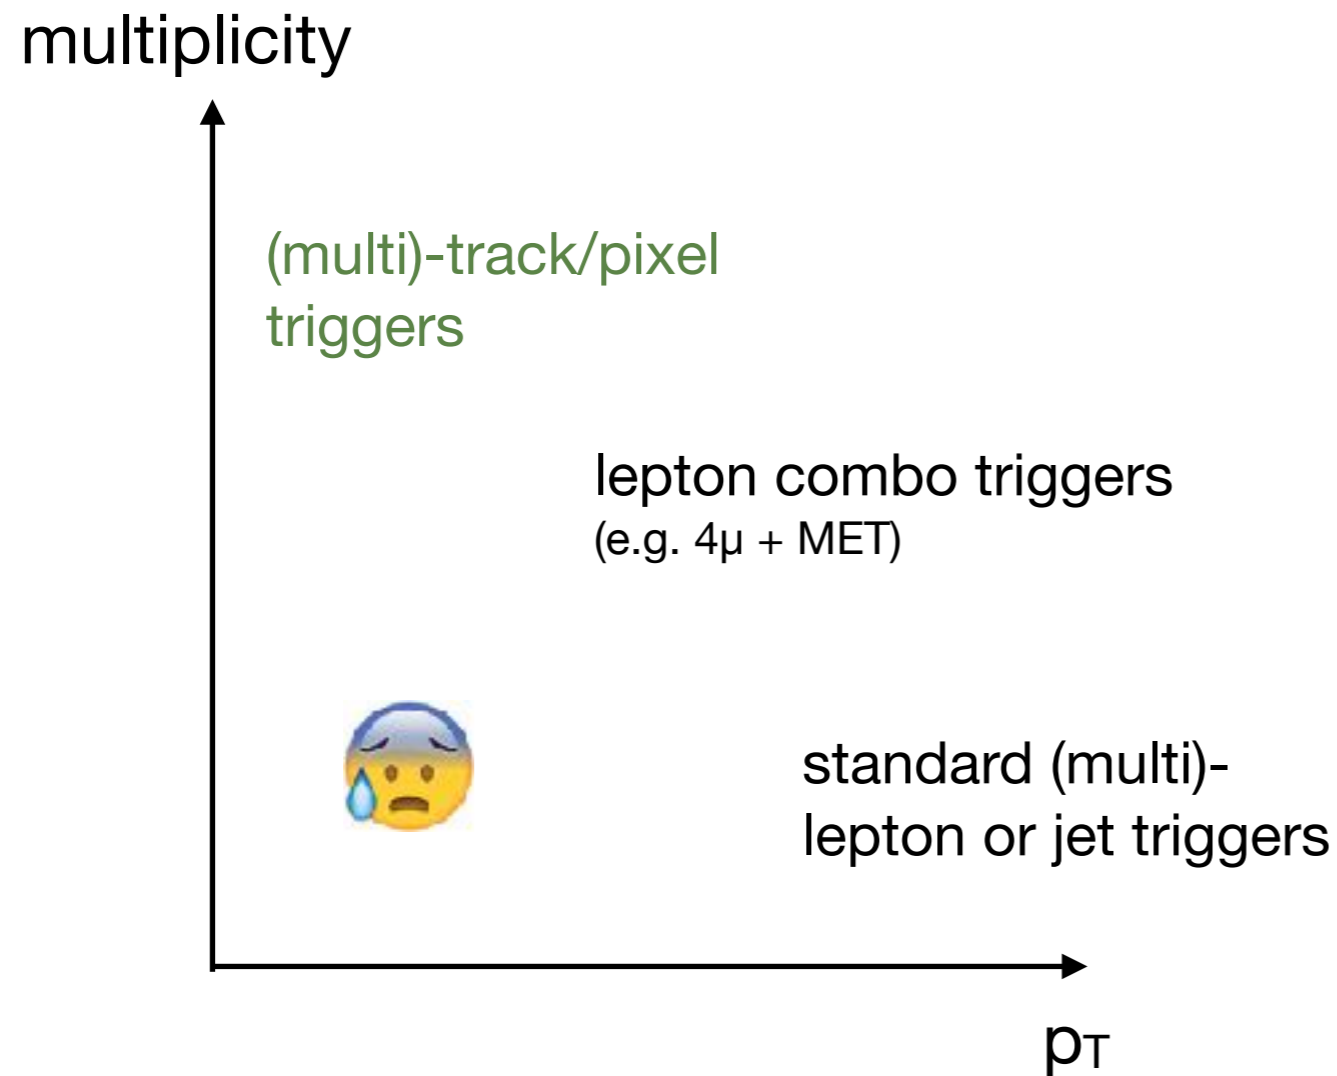 multiplicity
(multi)-track/pixel
triggers
lepton combo triggers
(e.g. 4μ + MET)
standard (multi)-
lepton or jet triggers
pT